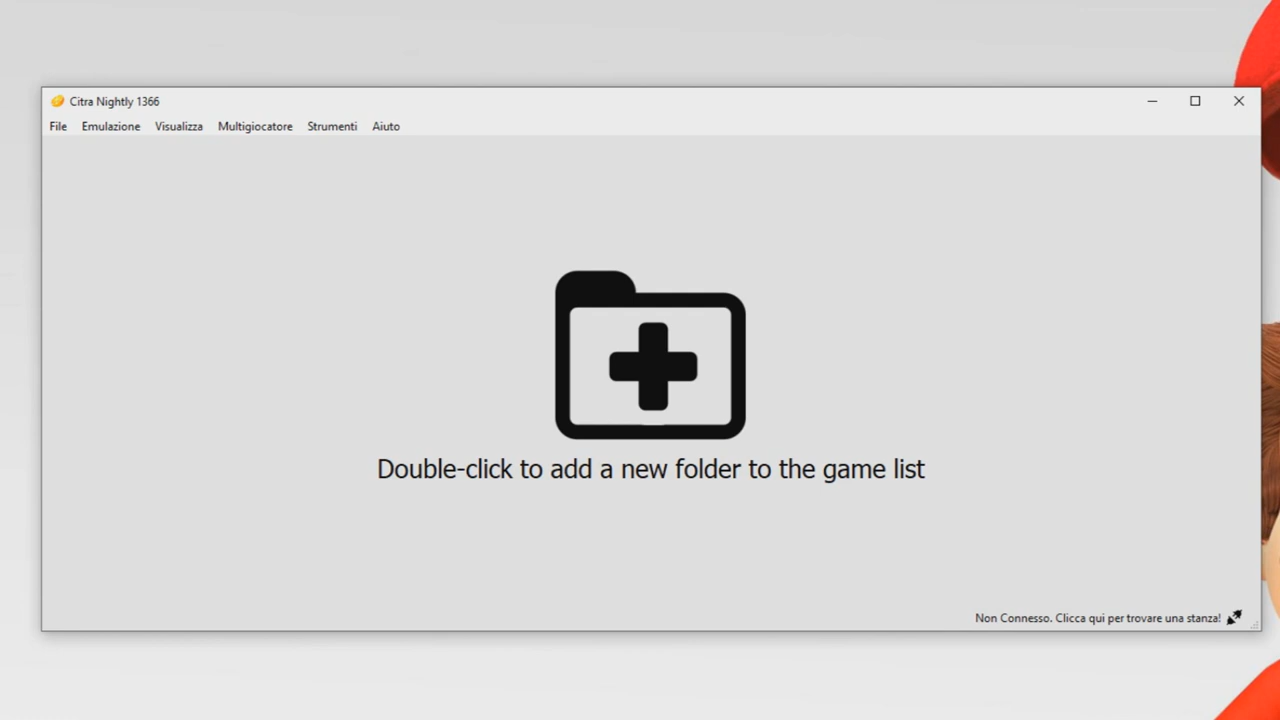 Citra Nightly 1366
File Emulazione Visualizza Multigiocatore Strumenti Aiuto
Double-click to add a new folder to the game list
Non Connesso. Clicca qui per trovare una stanza!